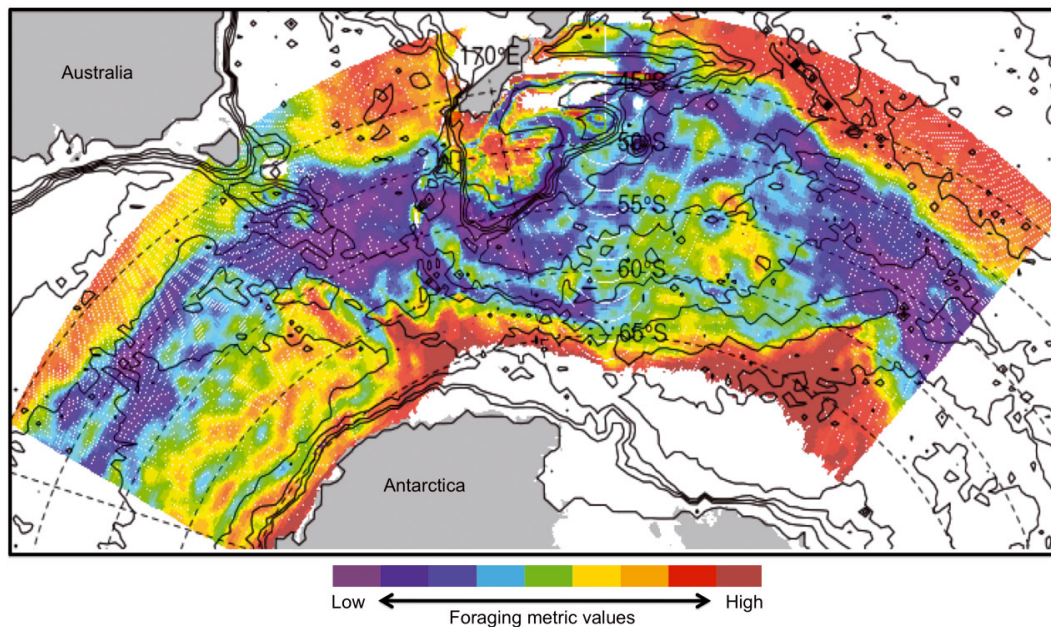 Australia
170°E
45°S
50°S
55°S
60°S
65°S
Antarctica
Low
High
Foraging metric values